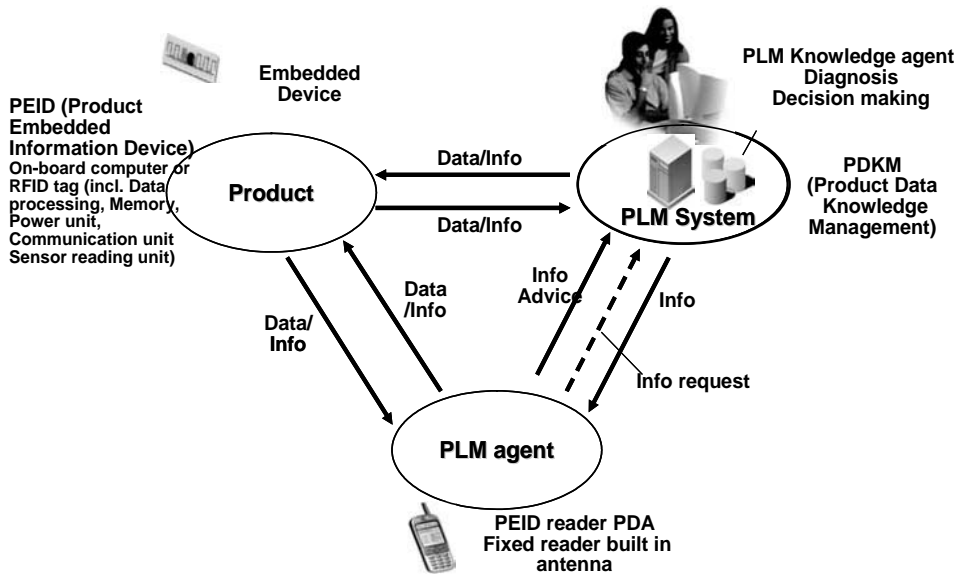 Embedded
Device
PEID (Product
Embedded
Information Device)
On-board computer or
RFID tag (incl. Data
processing, Memory,
Power unit,
Communication unit
Sensor reading unit)
Product
Data/Info
Data/Info
PLM Knowledge agent
Diagnosis
Decision making
PLM System
PDKM
(Product Data
Knowledge
Management)
Data/
Info
Data
/Info
Info
Advice
Info
Info request
PLM agent
PEID reader PDA
Fixed reader built in
antenna